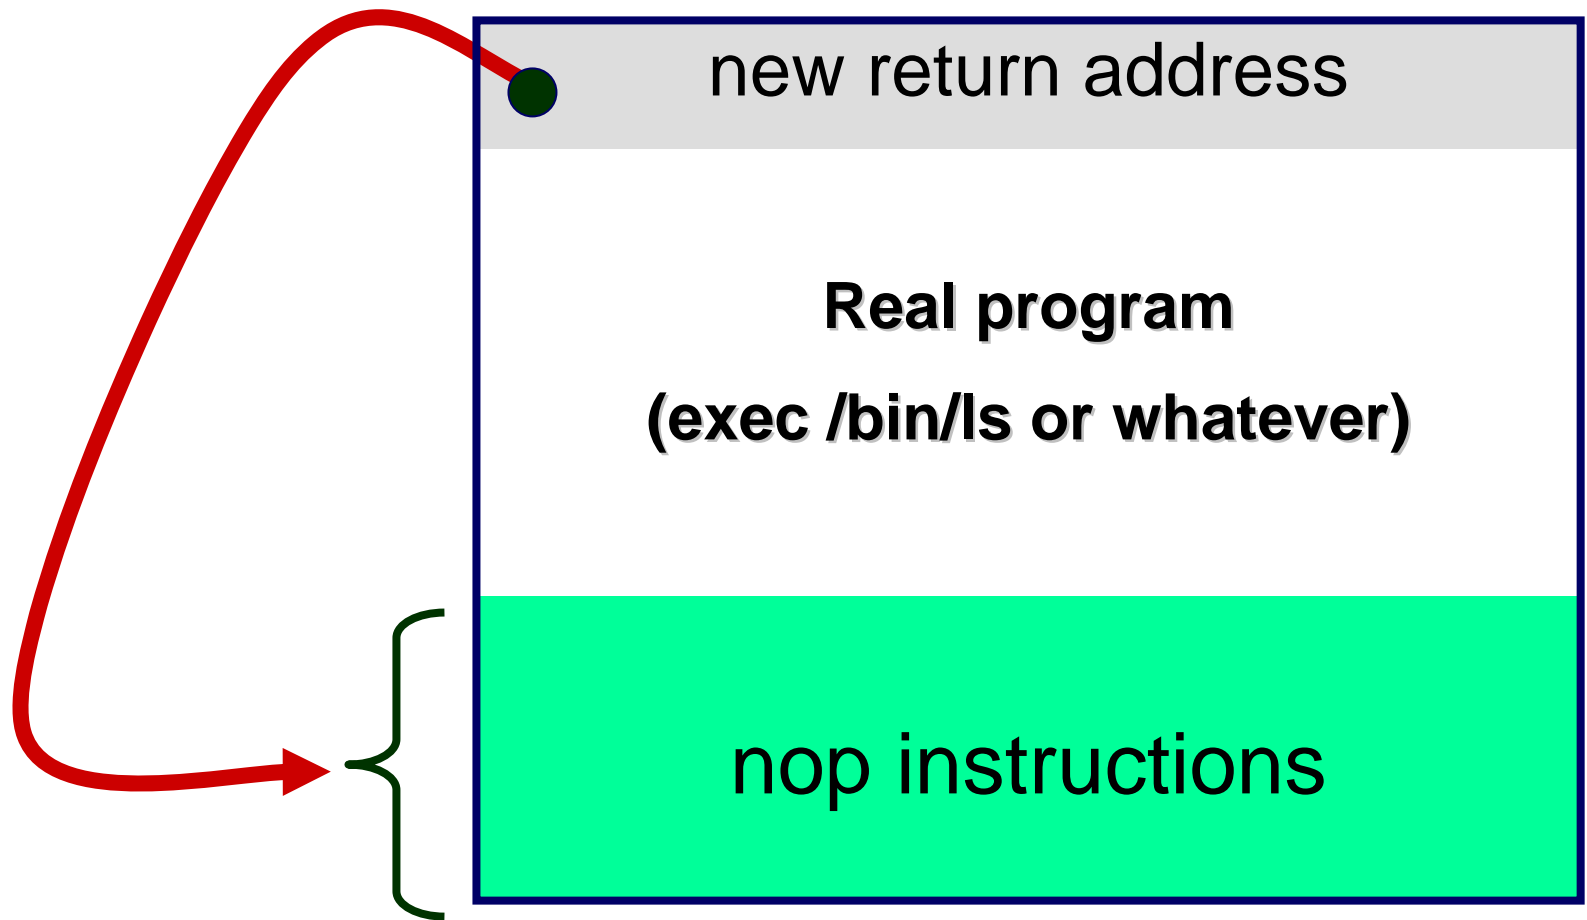 new return address
Real program
(exec /bin/ls or whatever)
nop instructions